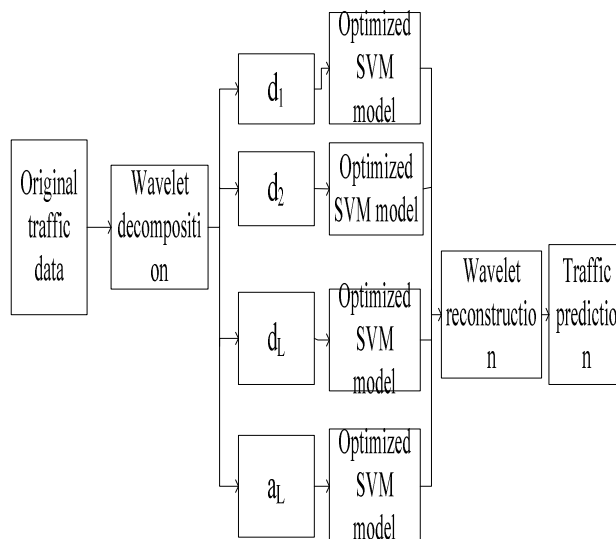 Original
traffic
data
Wavelet
decompositi
on
d1
Optimized
SVM
model
d2
Optimized
SVM model
dL
Optimized
SVM
model
aL
Optimized
SVM
model
Wavelet
reconstructio
n
Traffic
predictio
n